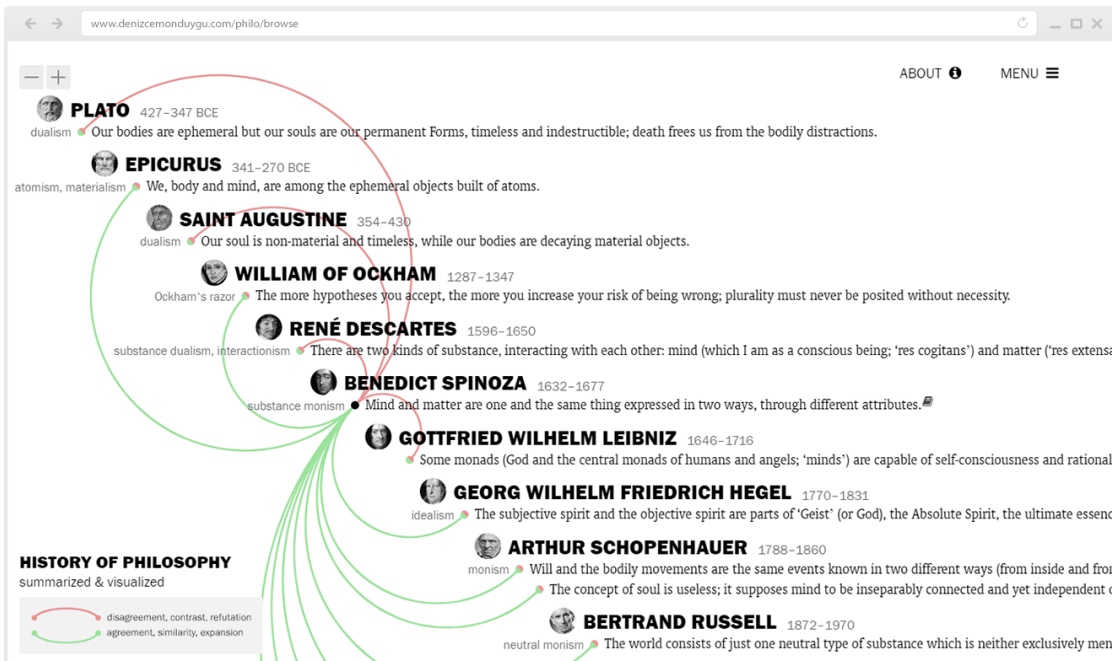 www.denizcemonduygu.com/philo/browse
ABOUT
MENU
PLATO 427–347 BCE
dualism Our bodies are ephemeral but our souls are our permanent Forms, timeless and indestructible; death frees us from the bodily distractions.
EPICURUS 341–270 BCE
atomism, materialism We, body and mind, are among the ephemeral objects built of atoms.
SAINT AUGUSTINE 354–430
dualism Our soul is non-material and timeless, while our bodies are decaying material objects.
WILLIAM OF OCKHAM 1287–1347
Ockham's razor The more hypotheses you accept, the more you increase your risk of being wrong; plurality must never be posited without necessity.
RENÉ DESCARTES 1596–1650
substance dualism, interactionism There are two kinds of substance, interacting with each other: mind (which I am as a conscious being; ‘res cogitans’) and matter (‘res extensa
BENEDICT SPINOZA 1632–1677
substance monism Mind and matter are one and the same thing expressed in two ways, through different attributes.
GOTTFRIED WILHELM LEIBNIZ 1646–1716
Some monads (God and the central monads of humans and angels; ‘minds’) are capable of self-consciousness and rational
GEORG WILHELM FRIEDRICH HEGEL 1770–1831
idealism The subjective spirit and the objective spirit are parts of ‘Geist’ (or God), the Absolute Spirit, the ultimate essenc
ARTHUR SCHOPENHAUER 1788–1860
monism Will and the bodily movements are the same events known in two different ways (from inside and fro
The concept of soul is useless; it supposes mind to be inseparably connected and yet independent
BERTRAND RUSSELL 1872–1970
neutral monism The world consists of just one neutral type of substance which is neither exclusively men
HISTORY OF PHILOSOPHY
summarized & visualized
disagreement, contrast, refutation
agreement, similarity, expansion